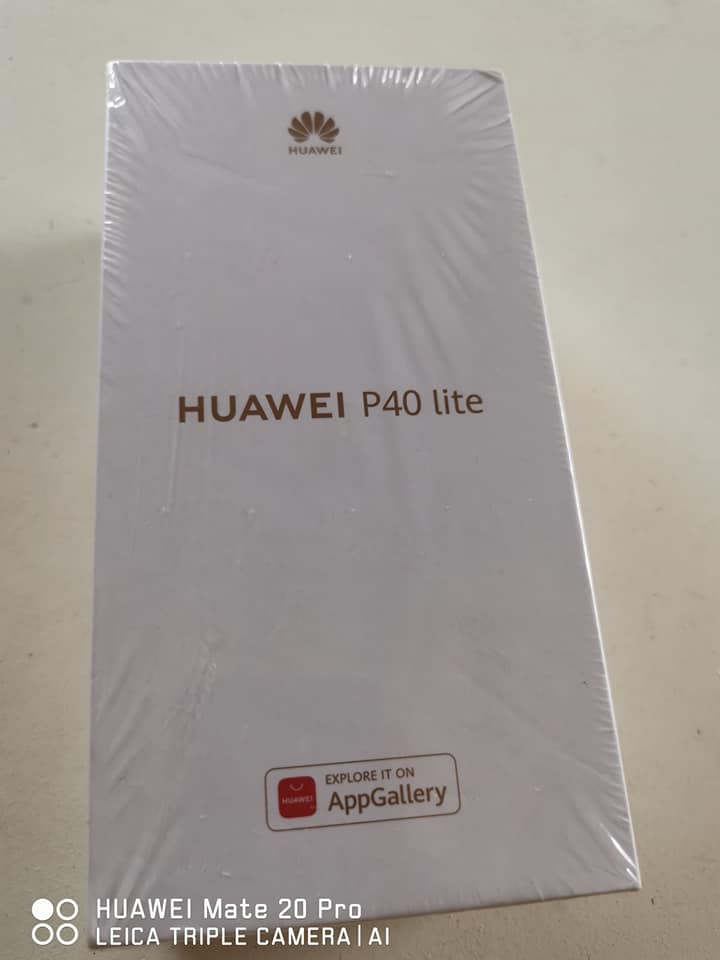 HUAWEI
HUAWEI P40 lite
EXPLORE IT ON
HUAWEI
AppGallery
HUAWEI Mate 20 Pro
LEICA TRIPLE CAMERA | AI